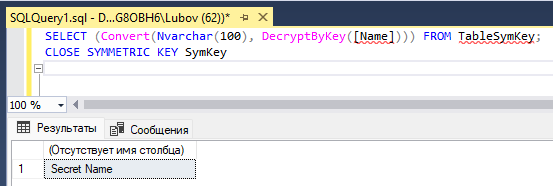 SQLQuery1.sql - D...G8OBH6\Lubov (62))*
SELECT (Convert(Nvarchar(100), DecryptByKey([Name]))) FROM TableSymKey;
CLOSE SYMMETRIC KEY SymKey
100 %
Результаты Сообщения
(Отсутствует имя столбца)
1 Secret Name